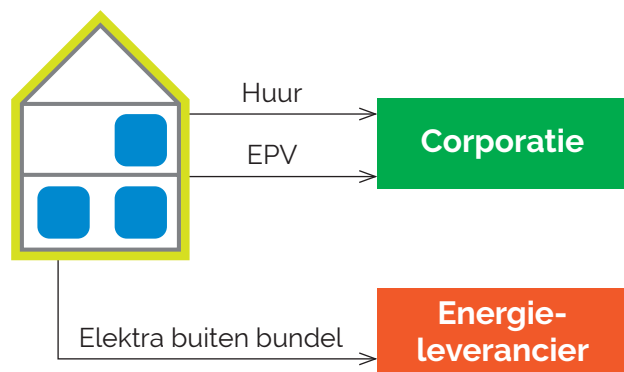 Huur
EPV
Corporatie
Elektra buiten bundel
Energie-
leverancier